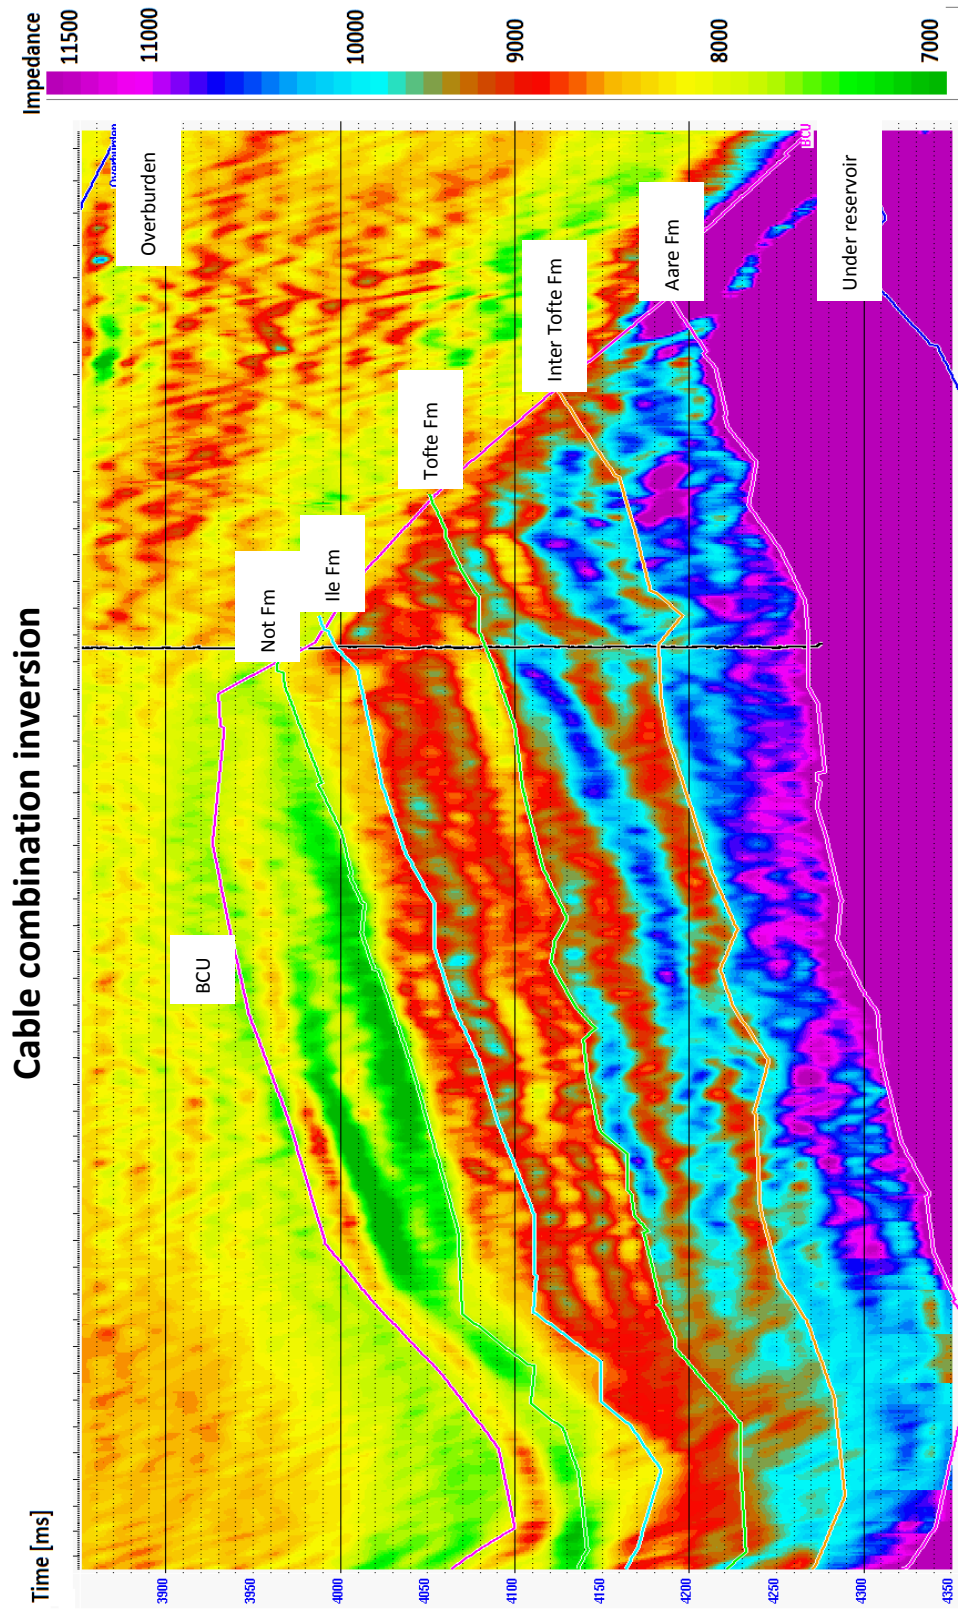 Cable combination inversion
Time [ms]
Impedance
11500
11000
10000
9000
8000
7000
3900
3950
4000
4050
4100
4150
4200
4250
4300
4350
Overburden
Overburden
BCU
Not Fm
Ile Fm
Tofte Fm
Inter Tofte Fm
Aare Fm
BCU
Under reservoir